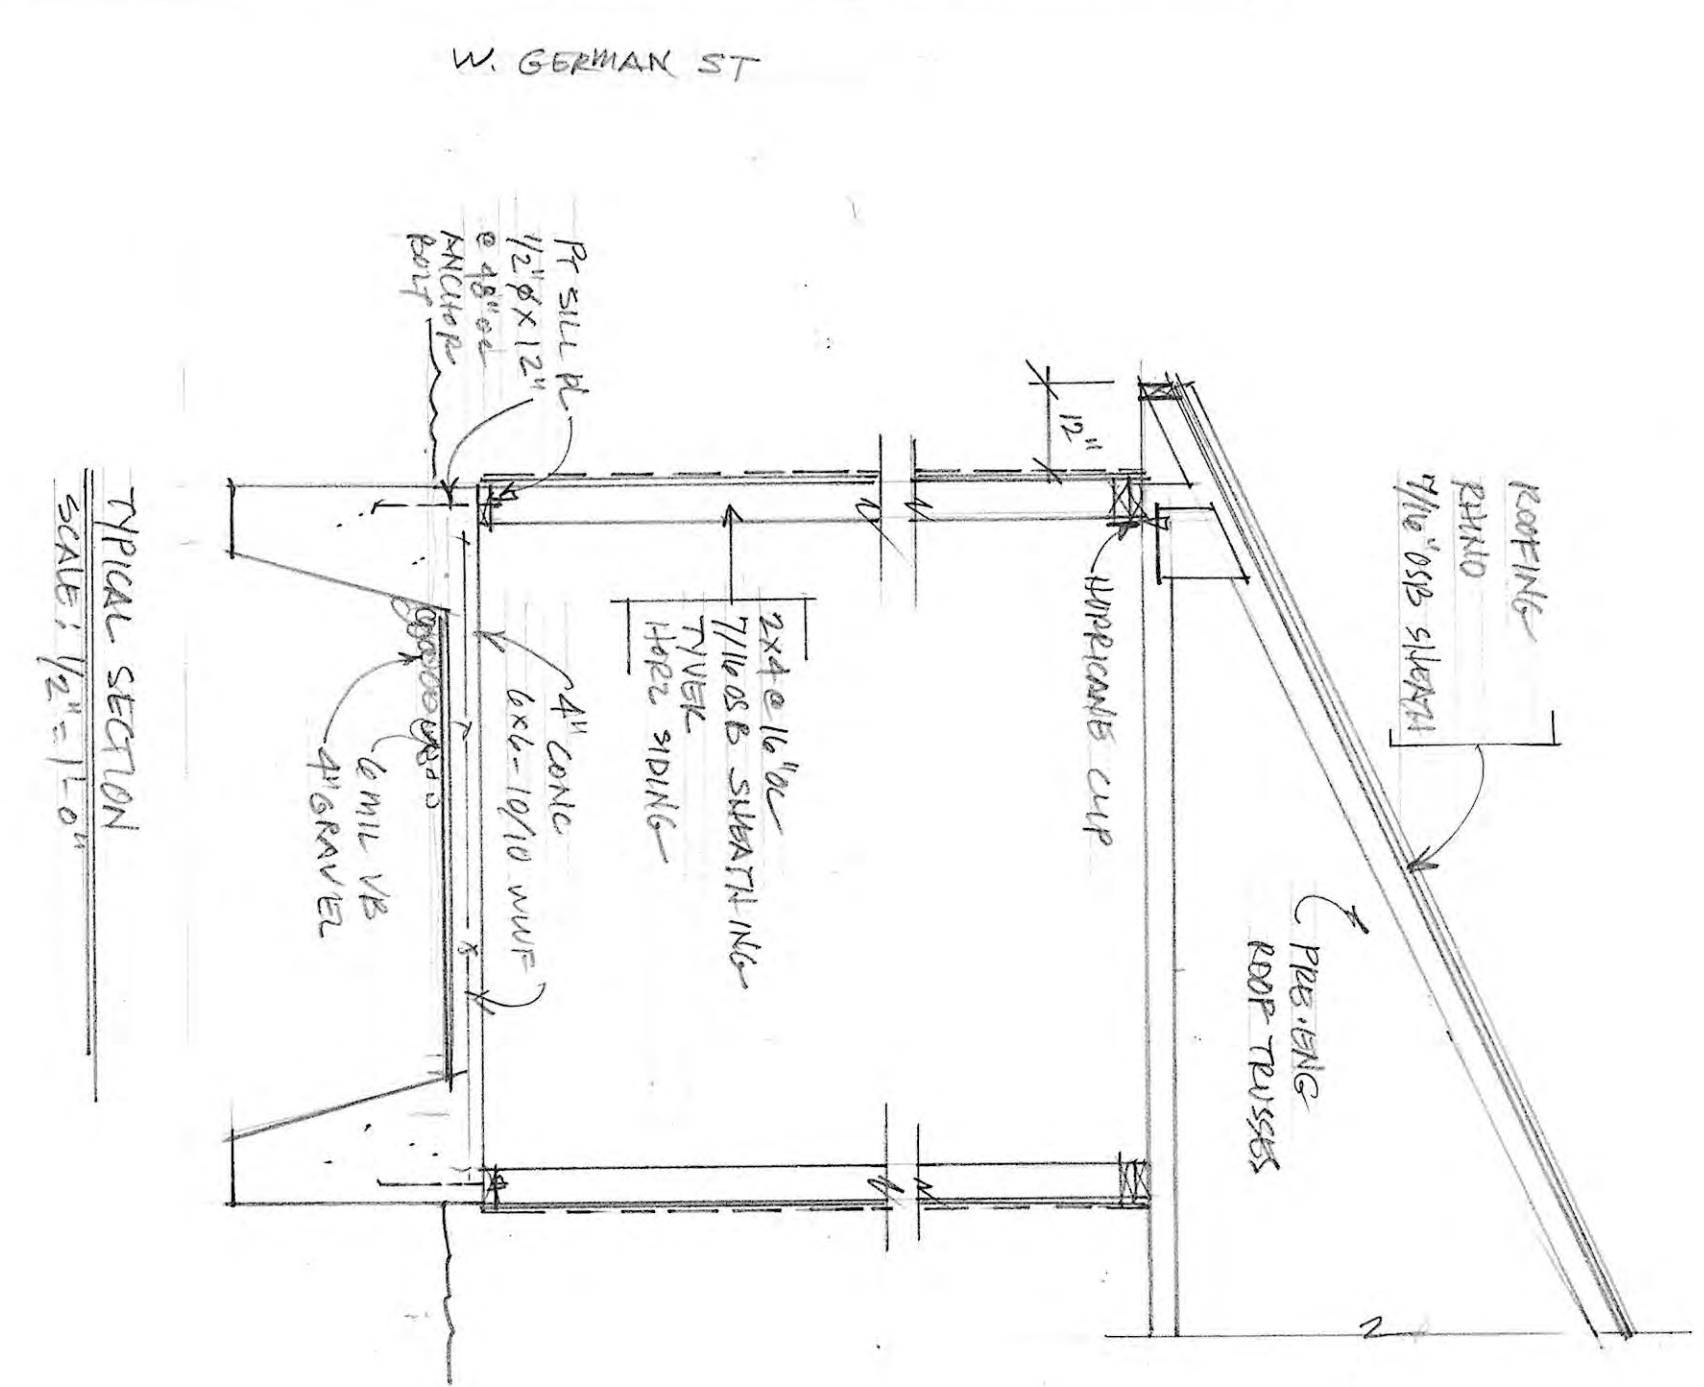 W. GERMAN ST
ROOFING
RHINO
7/16" OSB SHEATH
PRE.ENG
ROOF TRUSSES
12"
HURRICANE CLIP
2x4 @ 16"OC
7/16 OSB SHEATHING
TYVEK
HORZ SIDING
PT SILL PL
1/2"ø X 12"
@ 48" OC
ANCHOR
BOLT
4" CONC
6x6-10/10 WWF
6 MIL VB
4" GRAVEL
TYPICAL SECTION
SCALE: 1/2" = 1'-0"